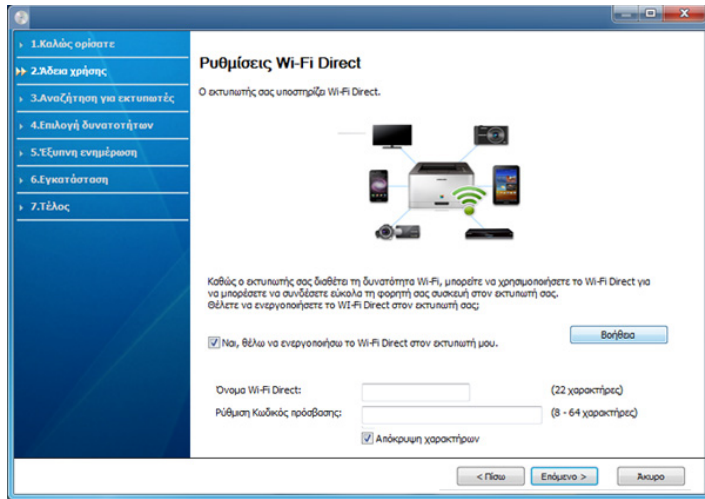 1.Καλώς ορίσατε
2.Άδεια χρήσης
3.Αναζήτηση για εκτυπωτές
4.Επιλογή δυνατοτήτων
5.Έξυπνη ενημέρωση
6.Εγκατάσταση
7.Τέλος
Ρυθμίσεις Wi-Fi Direct
Ο εκτυπωτής σας υποστηρίζει Wi-Fi Direct.
Καθώς ο εκτυπωτής σας διαθέτει τη δυνατότητα Wi-Fi, μπορείτε να χρησιμοποιήσετε το Wi-Fi Direct για
να μπορέσετε να συνδέσετε εύκολα τη φορητή σας συσκευή στον εκτυπωτή σας.
Θέλετε να ενεργοποιήσετε το WI-Fi Direct στον εκτυπωτή σας;
Βοήθεια
Ναι, θέλω να ενεργοποιήσω το Wi-Fi Direct στον εκτυπωτή μου.
Όνομα Wi-Fi Direct: (22 χαρακτήρες)
Ρύθμιση Κωδικός πρόσβασης: (8 - 64 χαρακτήρες)
Απόκρυψη χαρακτήρων
< Πίσω Επόμενο > Άκυρο